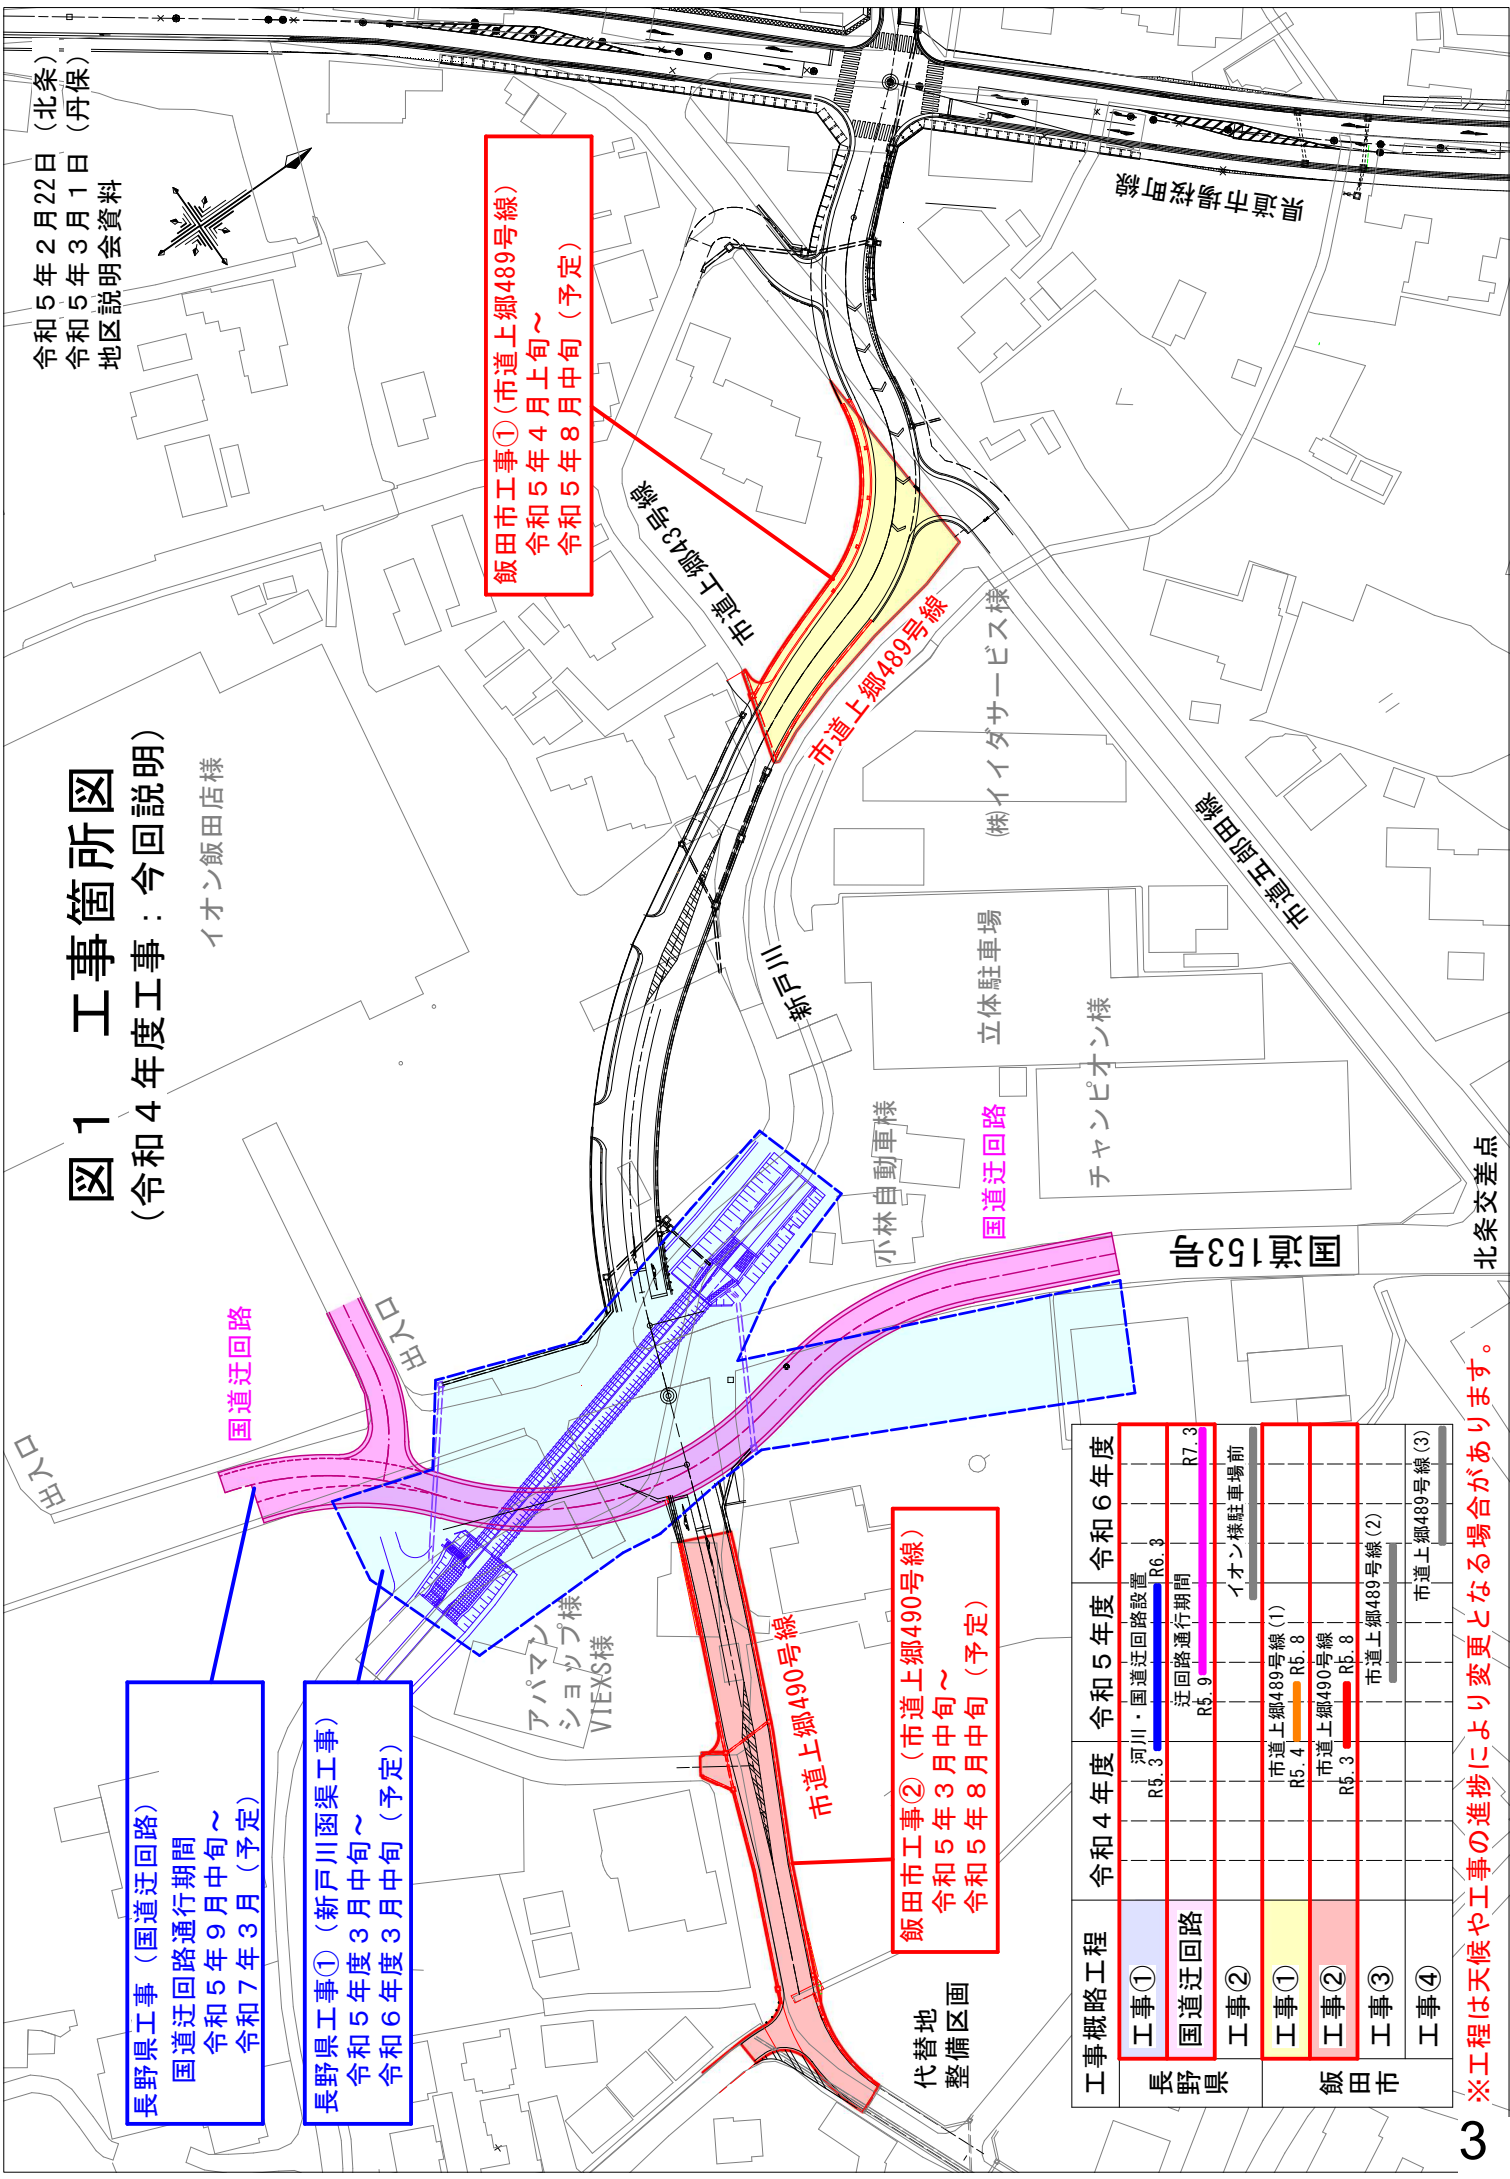 令和５年２月22日（北条）
令和５年３月１日（丹保）
地区説明会資料
図１　工事箇所図
（令和４年度工事：今回説明）
イオン飯田店様
飯田市工事①（市道上郷489号線）
令和５年４月上旬～
令和５年８月中旬（予定）
市道上郷43号線
市道上郷489号線
県道市場桜町線
㈱イイダサービス様
市道五郎田線
新戸川
立体駐車場
チャンピオン様
小林自動車様
国道迂回路
国道153号
北条交差点
国道迂回路
出入口
出入口
長野県工事（国道迂回路）
国道迂回路通行期間
令和５年９月中旬～
令和７年３月（予定）
長野県工事①（新戸川函渠工事）
令和５年度３月中旬～
令和６年度３月中旬（予定）
アパマン
ショップ様
VIEXS様
市道上郷490号線
飯田市工事②（市道上郷490号線）
令和５年３月中旬～
令和５年８月中旬（予定）
代替地
整備区画
工事概略工程 令和４年度 令和５年度 令和６年度
長野県
工事① 河川・国道迂回路設置 R5.3 R6.3
国道迂回路 迂回路通行期間 R5.9 R7.3
工事② イオン様駐車場前
飯田市
工事① 市道上郷489号線(1) R5.4 R5.8
工事② 市道上郷490号線 R5.3 R5.8
工事③ 市道上郷489号線(2)
工事④ 市道上郷489号線(3)
※工程は天候や工事の進捗により変更となる場合があります。
3